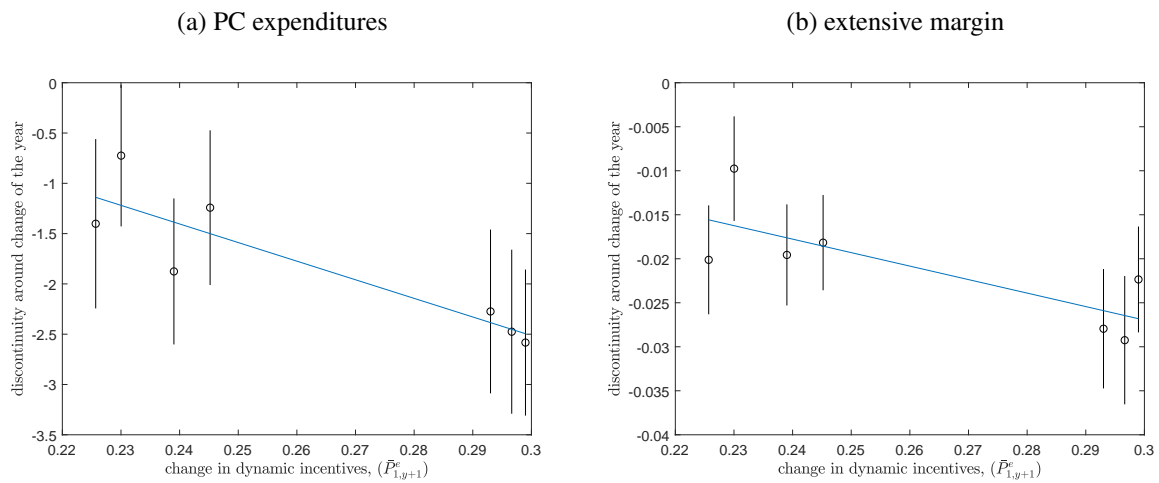 (a) PC expenditures
0
-0.5
-1
-1.5
-2
-2.5
-3
-3.5
discontinuity around change of the year
0.22 0.23 0.24 0.25 0.26 0.27 0.28 0.29 0.3
change in dynamic incentives, (P̄ᵉ₁,ᵧ₊₁)
(b) extensive margin
0
-0.005
-0.01
-0.015
-0.02
-0.025
-0.03
-0.035
-0.04
discontinuity around change of the year
0.22 0.23 0.24 0.25 0.26 0.27 0.28 0.29 0.3
change in dynamic incentives, (P̄ᵉ₁,ᵧ₊₁)